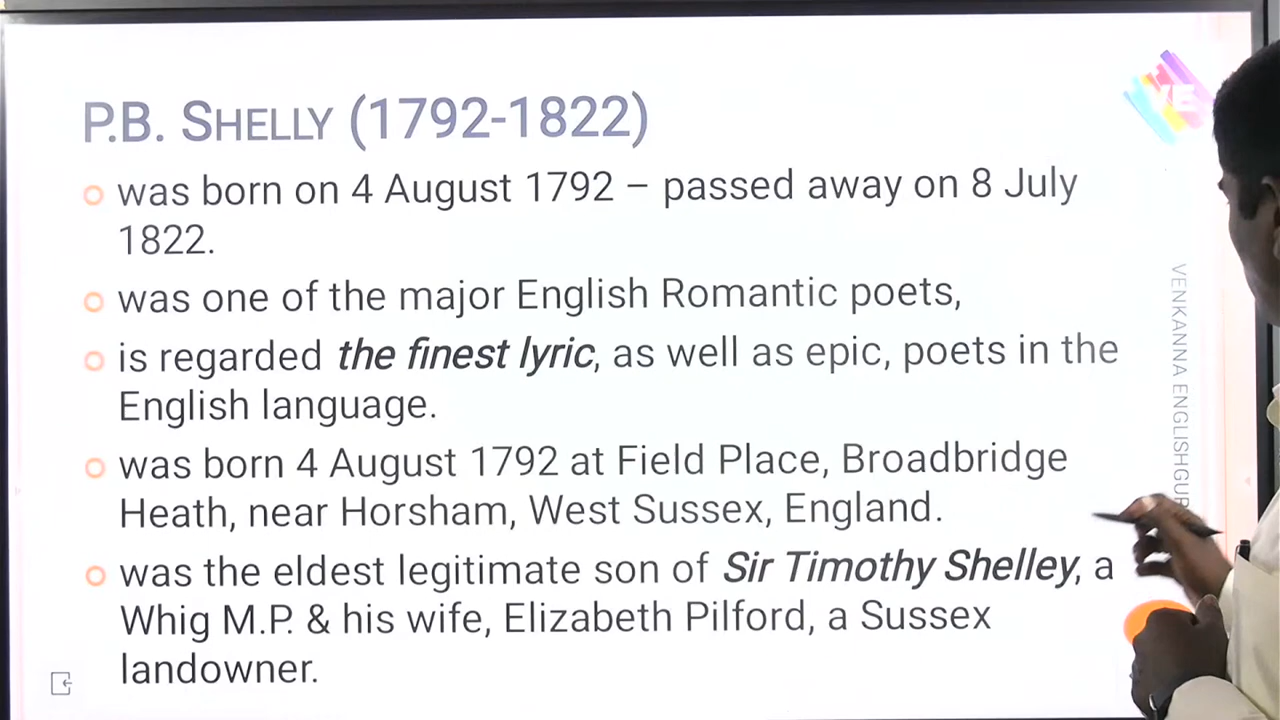 P.B. SHELLY (1792-1822)
was born on 4 August 1792 – passed away on 8 July
1822.
was one of the major English Romantic poets,
is regarded the finest lyric, as well as epic, poets in the
English language.
was born 4 August 1792 at Field Place, Broadbridge
Heath, near Horsham, West Sussex, England.
was the eldest legitimate son of Sir Timothy Shelley, a
Whig M.P. & his wife, Elizabeth Pilford, a Sussex
landowner.
VENKANNA ENGLISHGUR